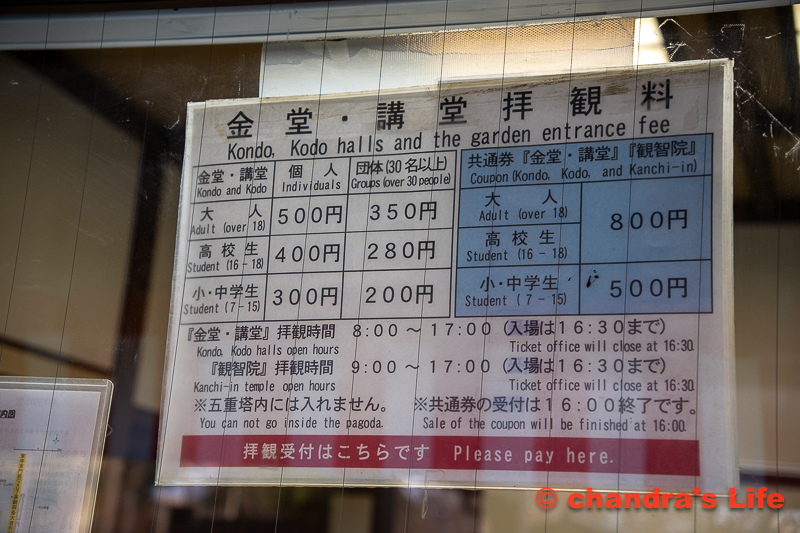 金堂・講堂拝観料
Kondo, Kodo halls and the garden entrance fee
金堂・講堂 個人 団体(30名以上)
Kondo and Kodo Individuals Groups (over 30 people)
大人 500円 350円
Adult (over 18)
高校生 400円 280円
Student (16-18)
小・中学生 300円 200円
Student (7-15)
共通券『金堂・講堂』『観智院』
Coupon(Kondo, Kodo, and Kanchi-in)
大人 800円
Adult (over 18)
高校生
Student (16-18)
小・中学生 500円
Student (7-15)
『金堂・講堂』拝観時間 8:00〜17:00(入場は16:30まで)
Kondo, Kodo halls open hours Ticket office will close at 16:30.
『観智院』拝観時間 9:00〜17:00(入場は16:30まで)
Kanchi-in temple open hours Ticket office will close at 16:30.
※五重塔内には入れません。 ※共通券の受付は16:00終了です。
You can not go inside the pagoda. Sale of the coupon will be finished at 16:00.
拝観受付はこちらです Please pay here.
内図
© chandra's Life